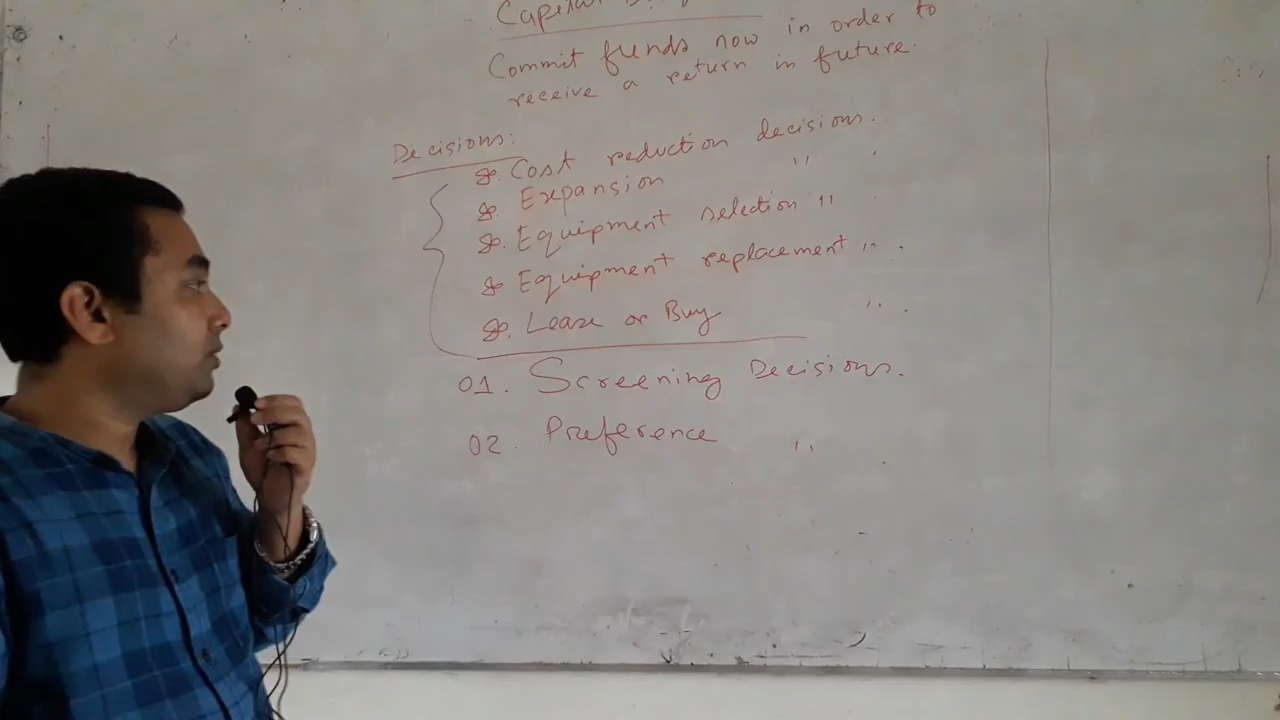 Capital
Commit funds now in order to
receive a return in future.
Decisions:
Cost reduction decisions.
Expansion " .
Equipment selection " .
Equipment replacement " .
Lease or Buy " .
01. Screening Decisions.
02. Preference " .